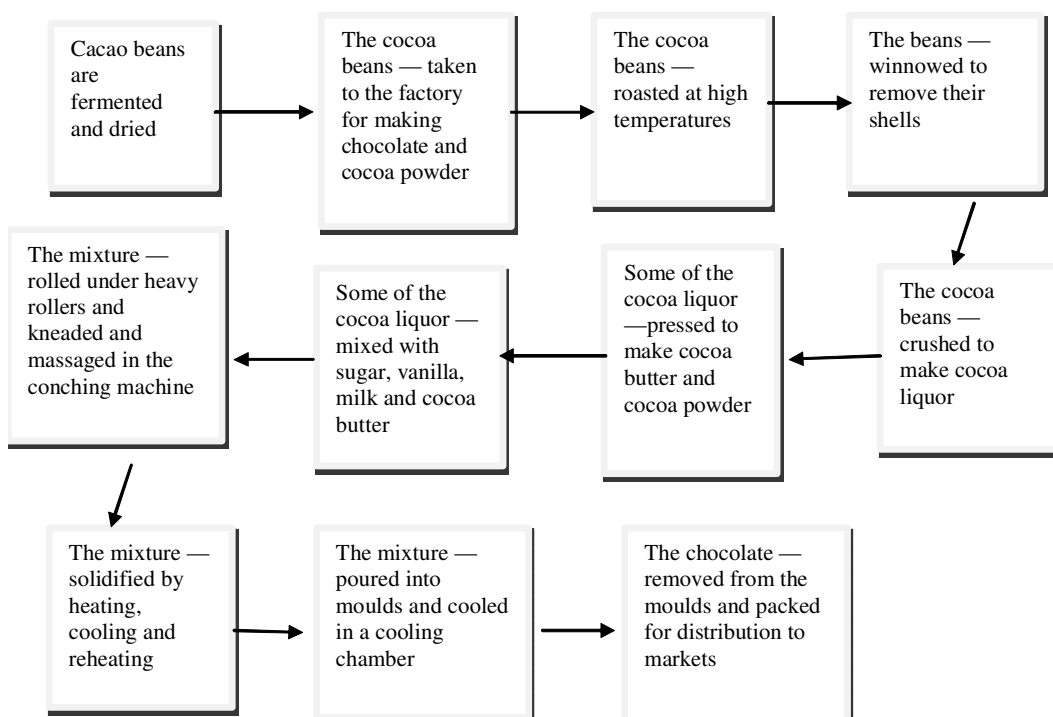 Cacao beans
are
fermented
and dried
The cocoa
beans — taken
to the factory
for making
chocolate and
cocoa powder
The cocoa
beans —
roasted at high
temperatures
The beans —
winnowed to
remove their
shells
The cocoa
beans —
crushed to
make cocoa
liquor
Some of the
cocoa liquor
—pressed to
make cocoa
butter and
cocoa powder
Some of the
cocoa liquor —
mixed with
sugar, vanilla,
milk and cocoa
butter
The mixture —
rolled under heavy
rollers and
kneaded and
massaged in the
conching machine
The mixture —
solidified by
heating,
cooling and
reheating
The mixture —
poured into
moulds and cooled
in a cooling
chamber
The chocolate —
removed from the
moulds and packed
for distribution to
markets